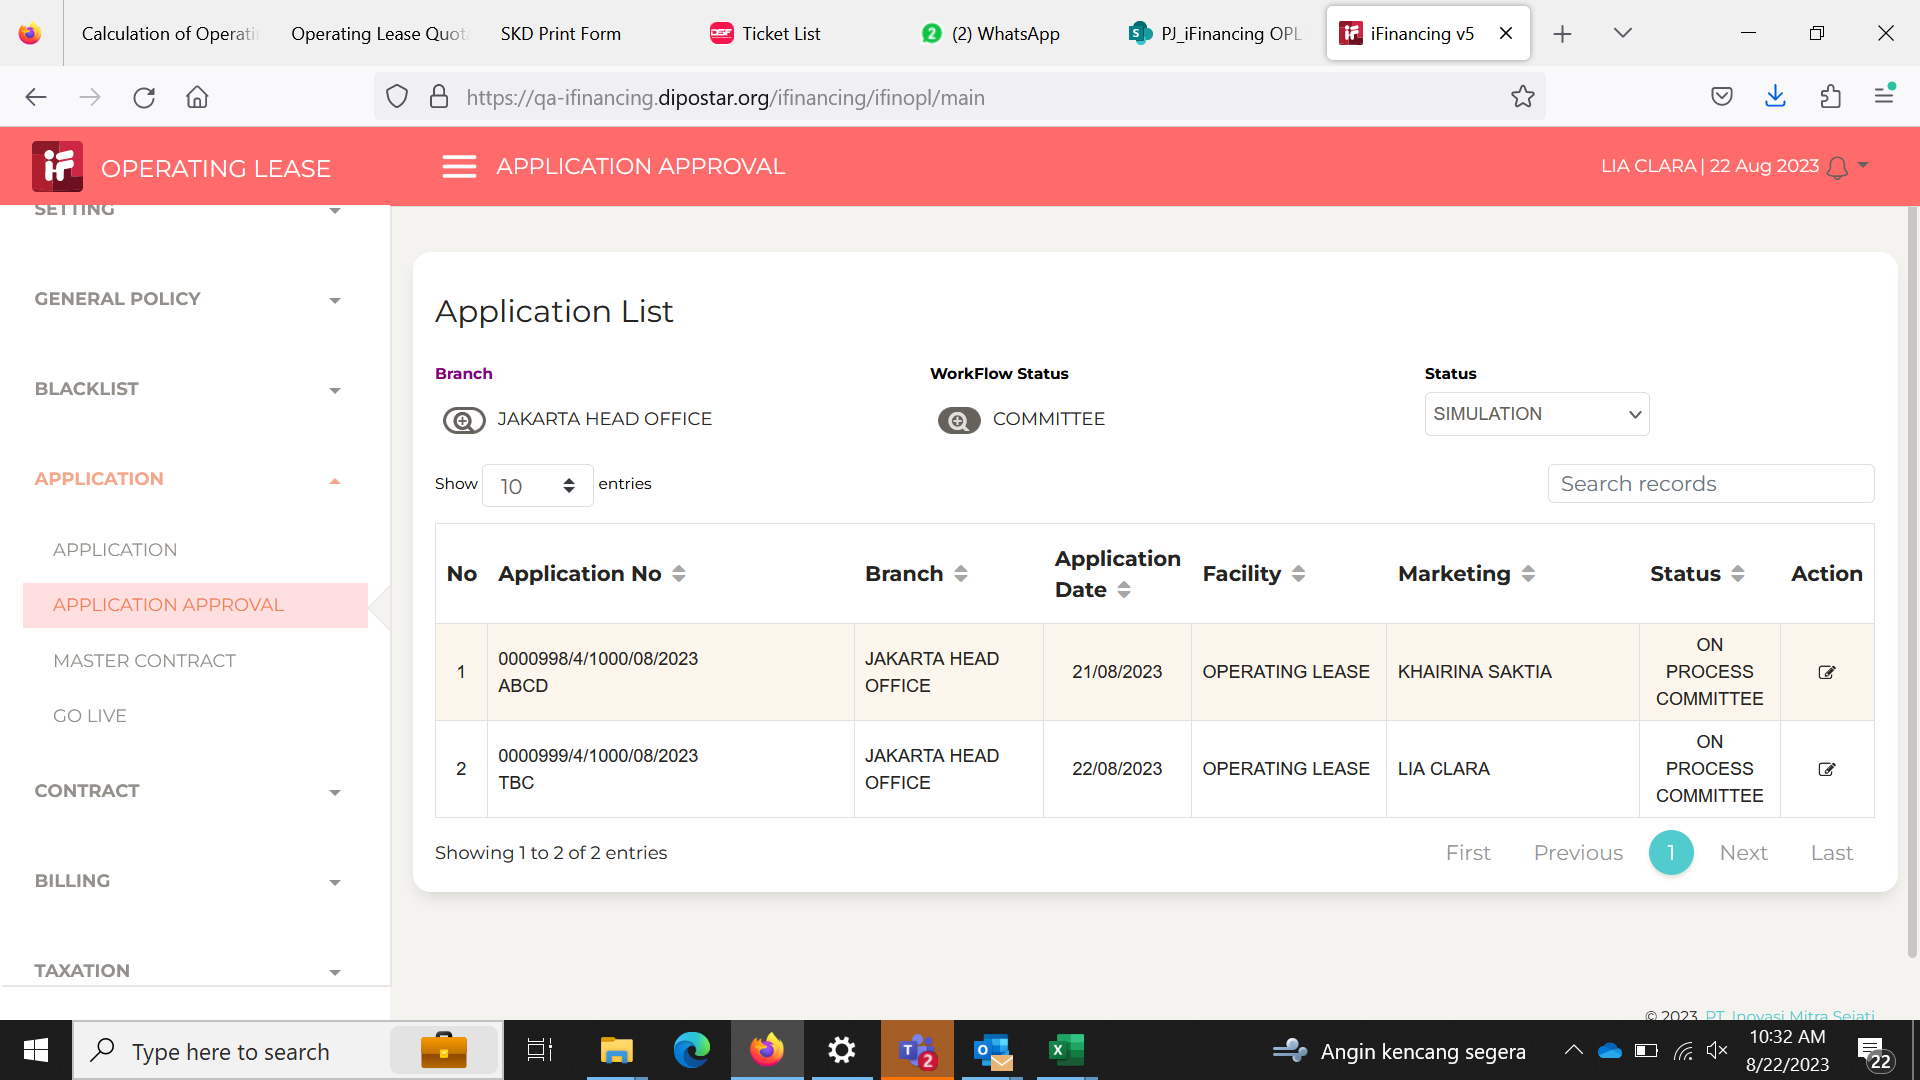 Calculation of Operati
Operating Lease Quot
SKD Print Form
Ticket List
(2) WhatsApp
PJ_iFinancing OPL
iFinancing v5
https://qa-ifinancing.dipostar.org/ifinancing/ifinopl/main
OPERATING LEASE
APPLICATION APPROVAL
LIA CLARA | 22 Aug 2023
SETTING
GENERAL POLICY
BLACKLIST
APPLICATION
APPLICATION
APPLICATION APPROVAL
MASTER CONTRACT
GO LIVE
CONTRACT
BILLING
TAXATION
Application List
Branch
WorkFlow Status
Status
JAKARTA HEAD OFFICE
COMMITTEE
SIMULATION
Show 10 entries
Search records
No
Application No
Branch
Application
Date
Facility
Marketing
Status
Action
1
0000998/4/1000/08/2023
ABCD
JAKARTA HEAD
OFFICE
21/08/2023
OPERATING LEASE
KHAIRINA SAKTIA
ON
PROCESS
COMMITTEE
2
0000999/4/1000/08/2023
TBC
JAKARTA HEAD
OFFICE
22/08/2023
OPERATING LEASE
LIA CLARA
ON
PROCESS
COMMITTEE
Showing 1 to 2 of 2 entries
First
Previous
1
Next
Last
© 2023, PT. Inovasi Mitra Sejati
Type here to search
2
Angin kencang segera
10:32 AM
8/22/2023
22